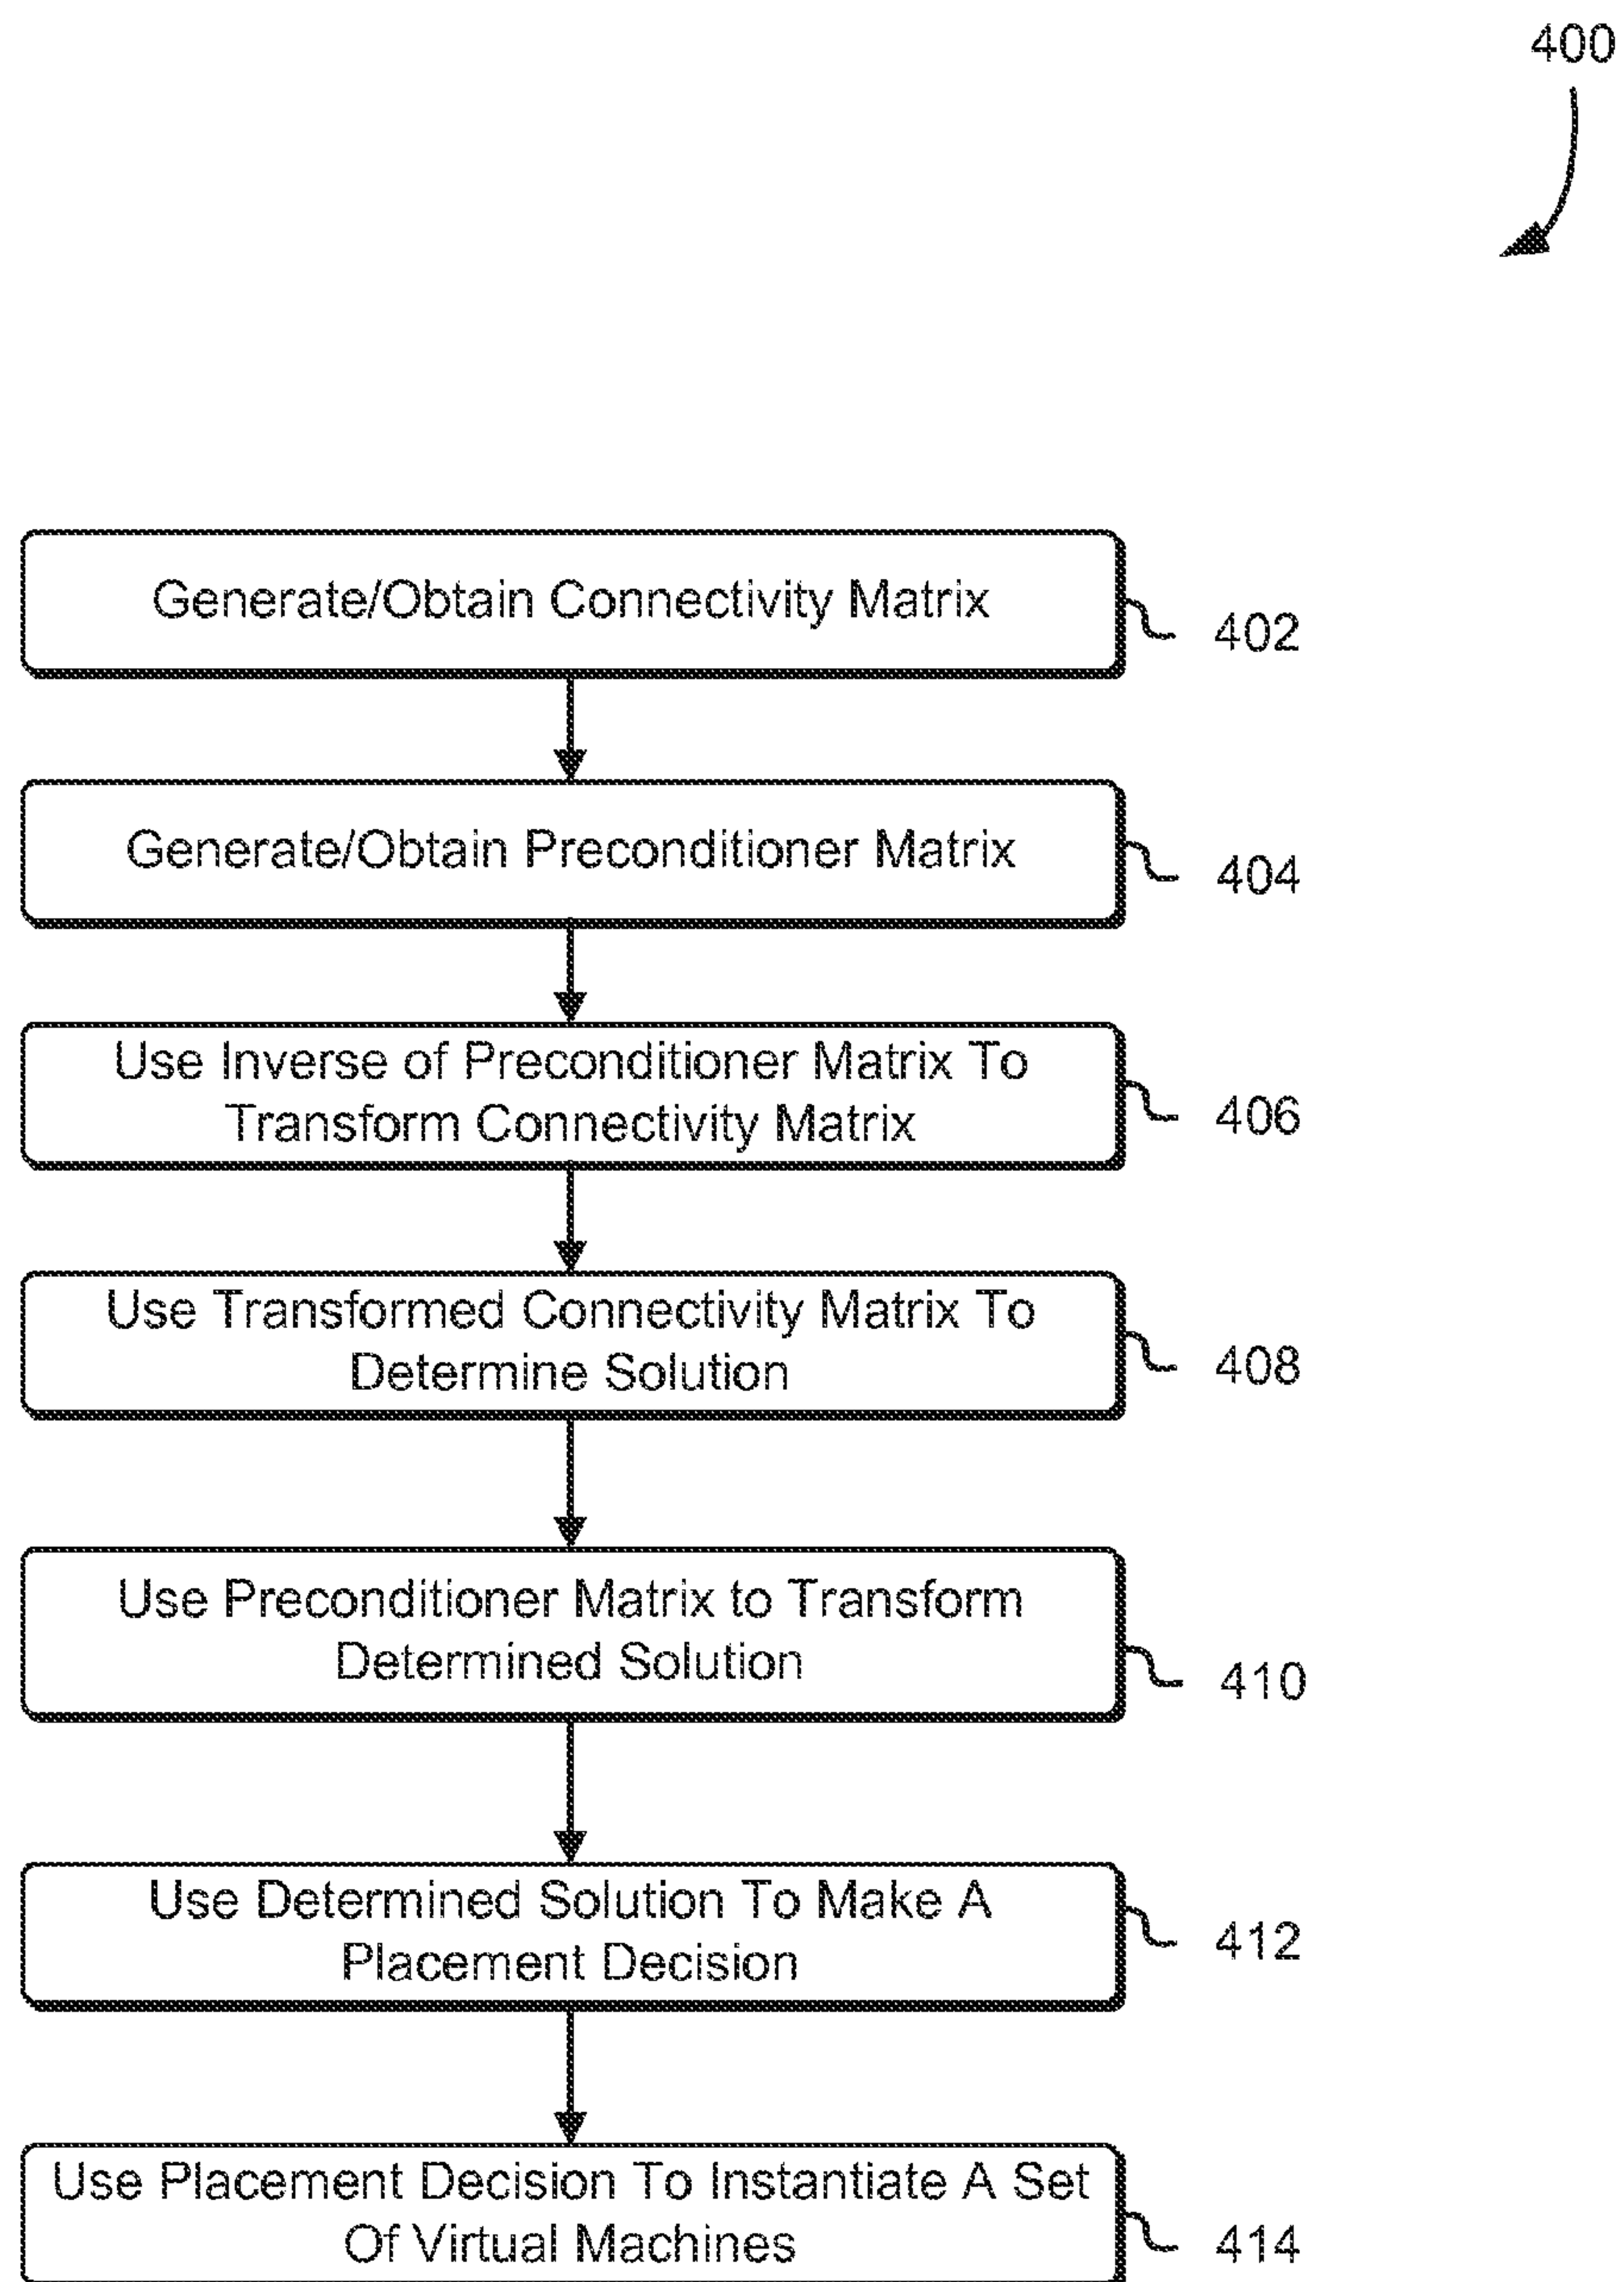 400
Generate/Obtain Connectivity Matrix
402
Generate/Obtain Preconditioner Matrix
404
Use Inverse of Preconditioner Matrix To
Transform Connectivity Matrix
406
Use Transformed Connectivity Matrix To
Determine Solution
408
Use Preconditioner Matrix to Transform
Determined Solution
410
Use Determined Solution To Make A
Placement Decision
412
Use Placement Decision To Instantiate A Set
Of Virtual Machines
414